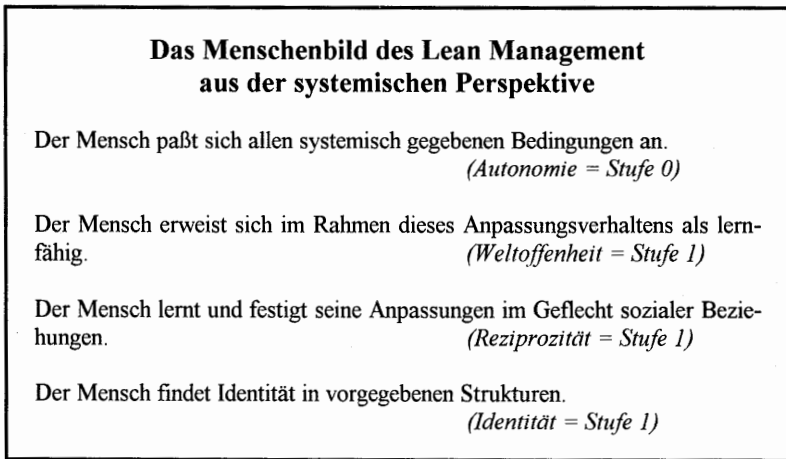 Das Menschenbild des Lean Management
aus der systemischen Perspektive
Der Mensch paßt sich allen systemisch gegebenen Bedingungen an.
(Autonomie = Stufe 0)
Der Mensch erweist sich im Rahmen dieses Anpassungsverhaltens als lern-
fähig. (Weltoffenheit = Stufe 1)
Der Mensch lernt und festigt seine Anpassungen im Geflecht sozialer Bezie-
hungen. (Reziprozität = Stufe 1)
Der Mensch findet Identität in vorgegebenen Strukturen.
(Identität = Stufe 1)